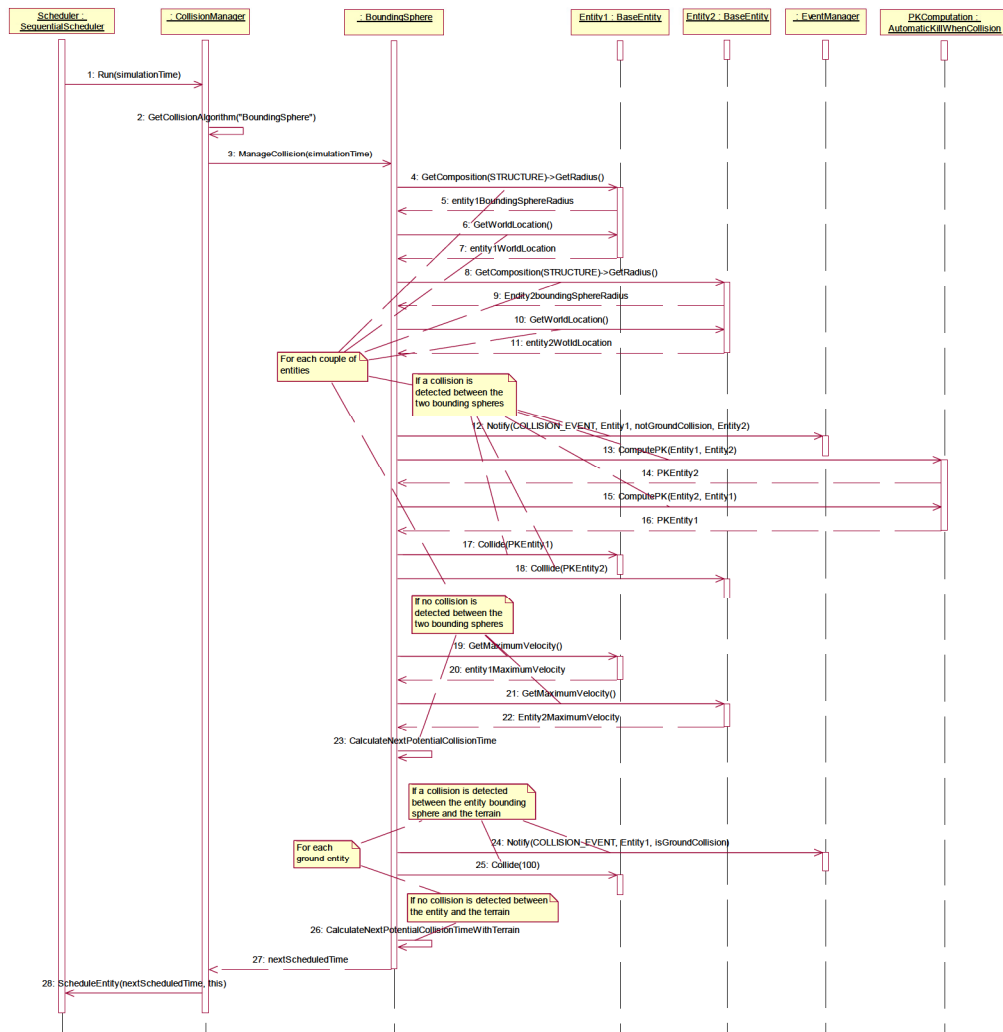 Scheduler :
SequentialScheduler
: CollisionManager
: BoundingSphere
Entity1 : BaseEntity
Entity2 : BaseEntity
: EventManager
PKComputation :
AutomaticKillWhenCollision
1: Run(simulationTime)
2: GetCollisionAlgorithm("BoundingSphere")
3: ManageCollision(simulationTime)
4: GetComposition(STRUCTURE)->GetRadius()
5: entity1BoundingSphereRadius
6: GetWorldLocation()
7: entity1WorldLocation
8: GetComposition(STRUCTURE)->GetRadius()
9: Endity2boundingSphereRadius
10: GetWorldLocation()
11: entity2WotldLocation
For each couple of
entities
If a collision is
detected between the
two bounding spheres
12: Notify(COLLISION_EVENT, Entity1, notGroundCollision, Entity2)
13: ComputePK(Entity1, Entity2)
14: PKEntity2
15: ComputePK(Entity2, Entity1)
16: PKEntity1
17: Collide(PKEntity1)
18: Colllide(PKEntity2)
If no collision is
detected between the
two bounding spheres
19: GetMaximumVelocity()
20: entity1MaximumVelocity
21: GetMaximumVelocity()
22: Entity2MaximumVelocity
23: CalculateNextPotentialCollisionTime
If a collision is detected
between the entity bounding
sphere and the terrain
For each
ground entity
24: Notify(COLLISION_EVENT, Entity1, isGroundCollision)
25: Collide(100)
If no collision is detected between
the entity and the terrain
26: CalculateNextPotentialCollisionTimeWithTerrain
27: nextScheduledTime
28: ScheduleEntity(nextScheduledTime, this)